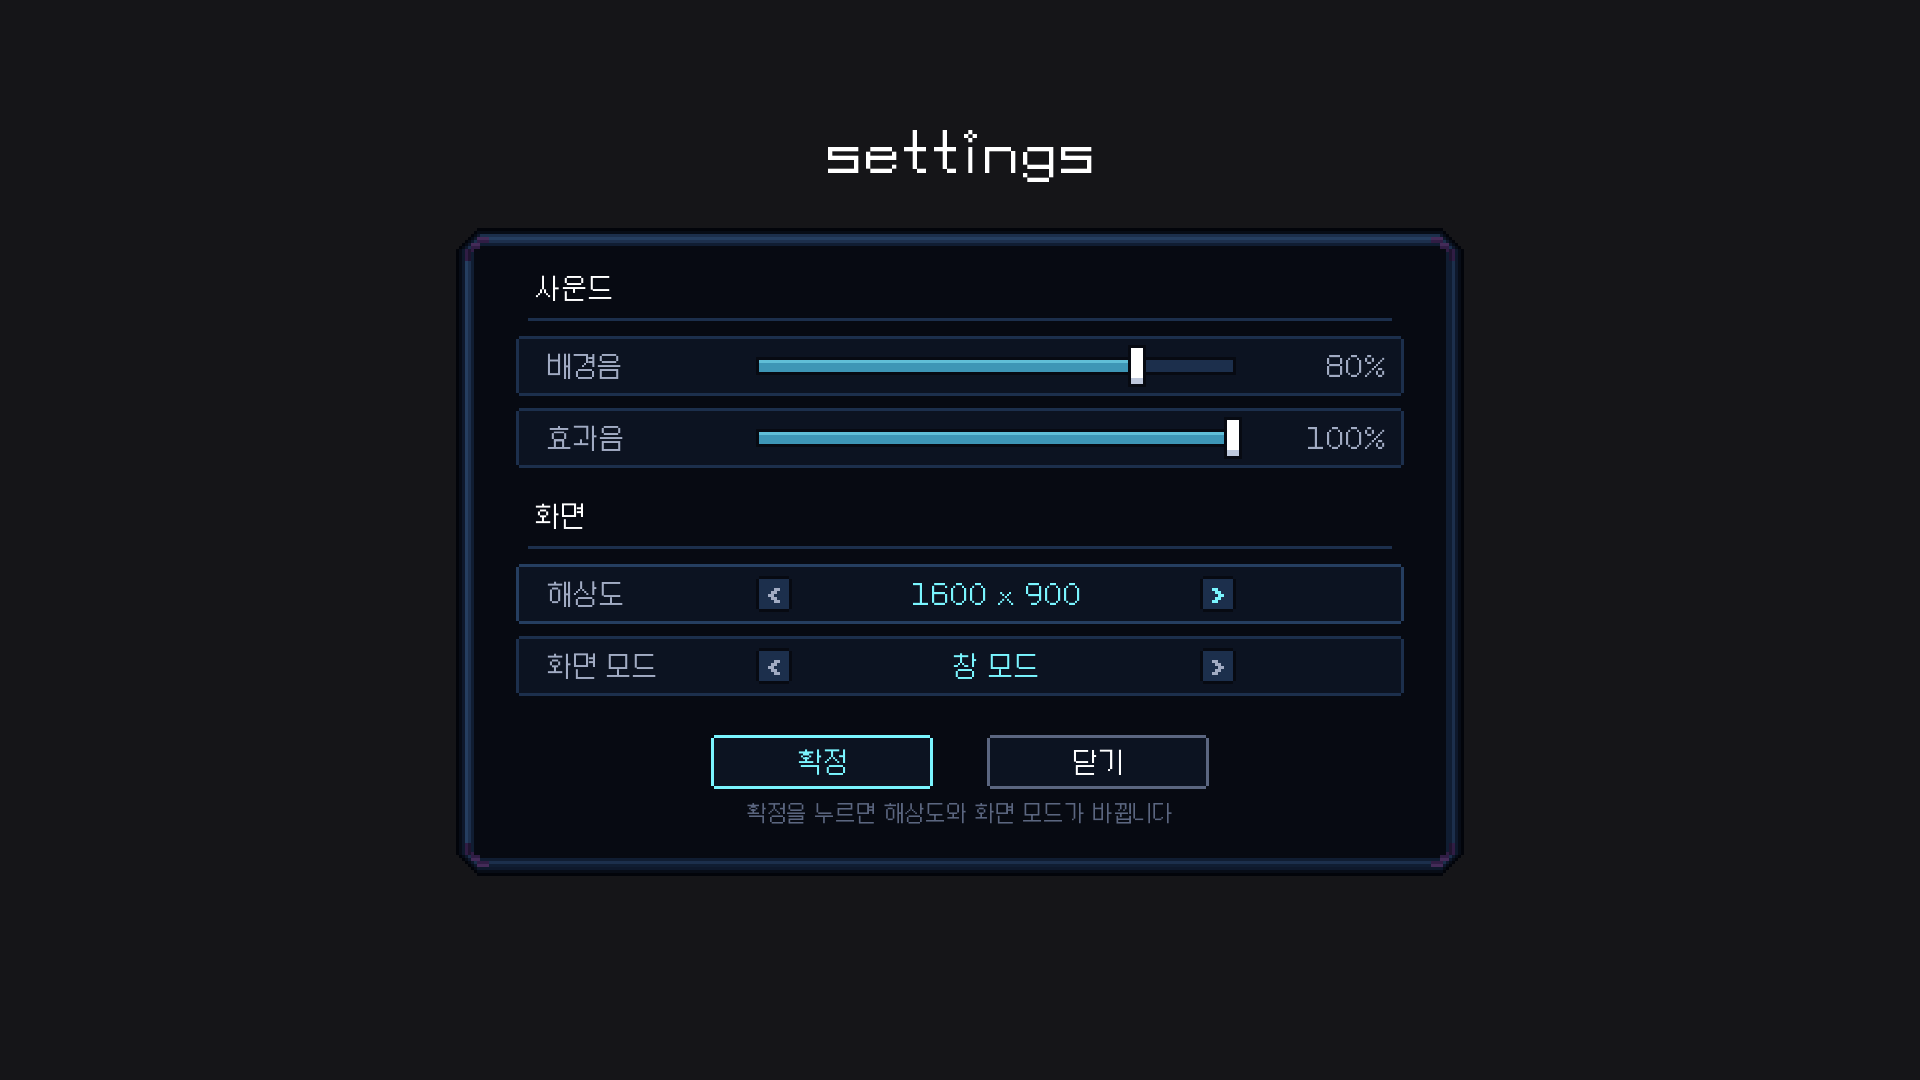 settings
사운드
배경음 80%
효과음 100%
화면
해상도 < 1600 x 900 >
화면 모드 < 창 모드 >
확정 닫기
확정을 누르면 해상도와 화면 모드가 바뀝니다